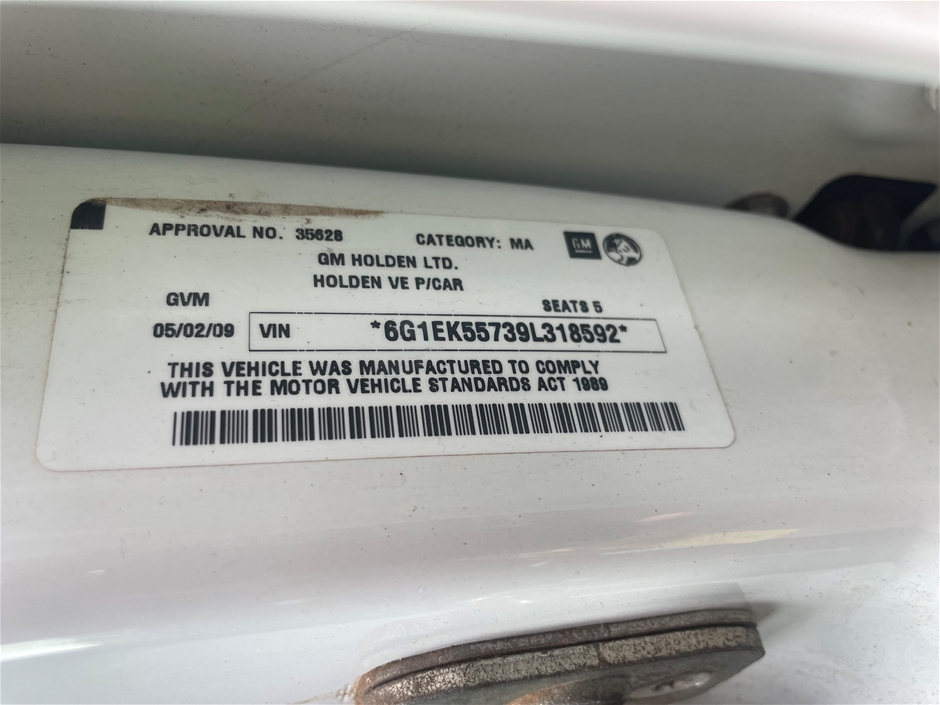 APPROVAL NO. 35628 CATEGORY: MA GM
GM HOLDEN LTD.
HOLDEN VE P/CAR
GVM SEATS 5
05/02/09 VIN *6G1EK55739L318592*
THIS VEHICLE WAS MANUFACTURED TO COMPLY
WITH THE MOTOR VEHICLE STANDARDS ACT 1989